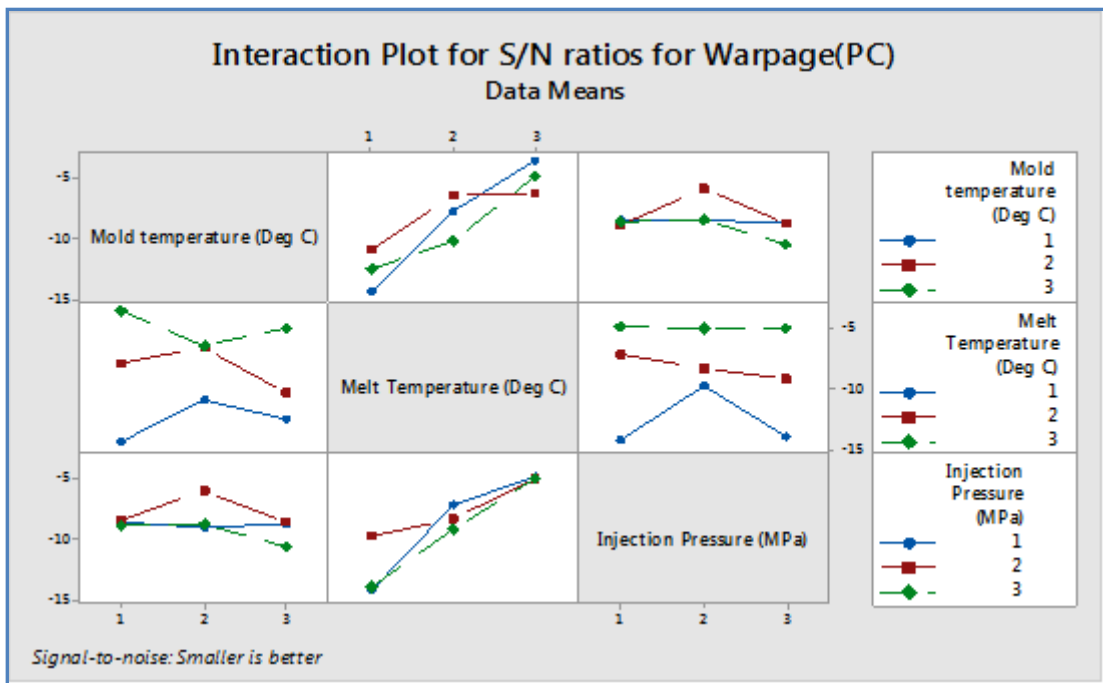 Interaction Plot for S/N ratios for Warpage(PC)
Data Means
1 2 3
-5
-10
-15
Mold temperature (Deg C)
Mold
temperature
(Deg C)
1
2
3
Melt Temperature (Deg C)
-5
-10
-15
Melt
Temperature
(Deg C)
1
2
3
-5
-10
-15
Injection Pressure (MPa)
Injection
Pressure
(MPa)
1
2
3
1 2 3
1 2 3
Signal-to-noise: Smaller is better